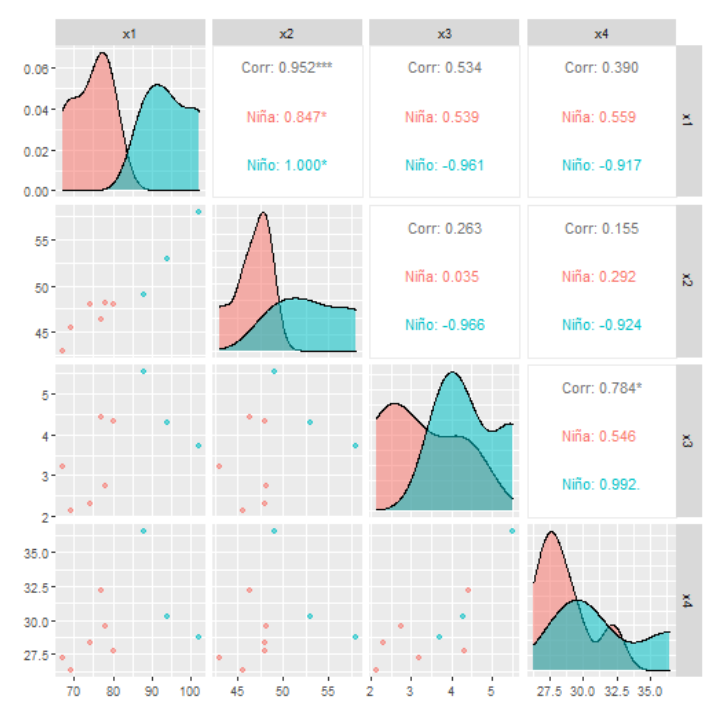 x1 x2 x3 x4
0.06
0.04
0.02
0.00
Corr: 0.952***
Niña: 0.847*
Niño: 1.000*
Corr: 0.534
Niña: 0.539
Niño: -0.961
Corr: 0.390
Niña: 0.559
Niño: -0.917
x1
55
50
45
Corr: 0.263
Niña: 0.035
Niño: -0.966
Corr: 0.155
Niña: 0.292
Niño: -0.924
x2
5
4
3
2
Corr: 0.784*
Niña: 0.546
Niño: 0.992.
x3
35.0
32.5
30.0
27.5
x4
70 80 90 100 45 50 55 2 3 4 5 27.5 30.0 32.5 35.0